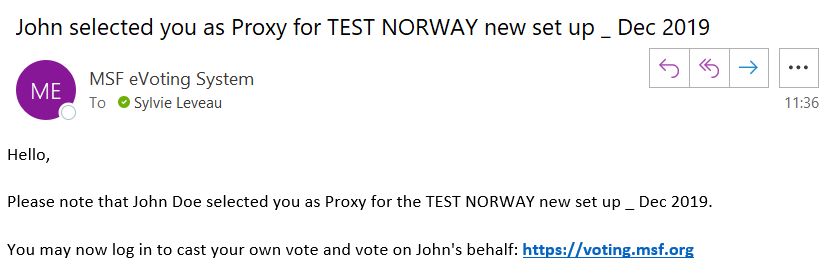 John selected you as Proxy for TEST NORWAY new set up _ Dec 2019
ME
MSF eVoting System
To Sylvie Leveau
11:36
Hello,
Please note that John Doe selected you as Proxy for the TEST NORWAY new set up _ Dec 2019.
You may now log in to cast your own vote and vote on John's behalf: https://voting.msf.org